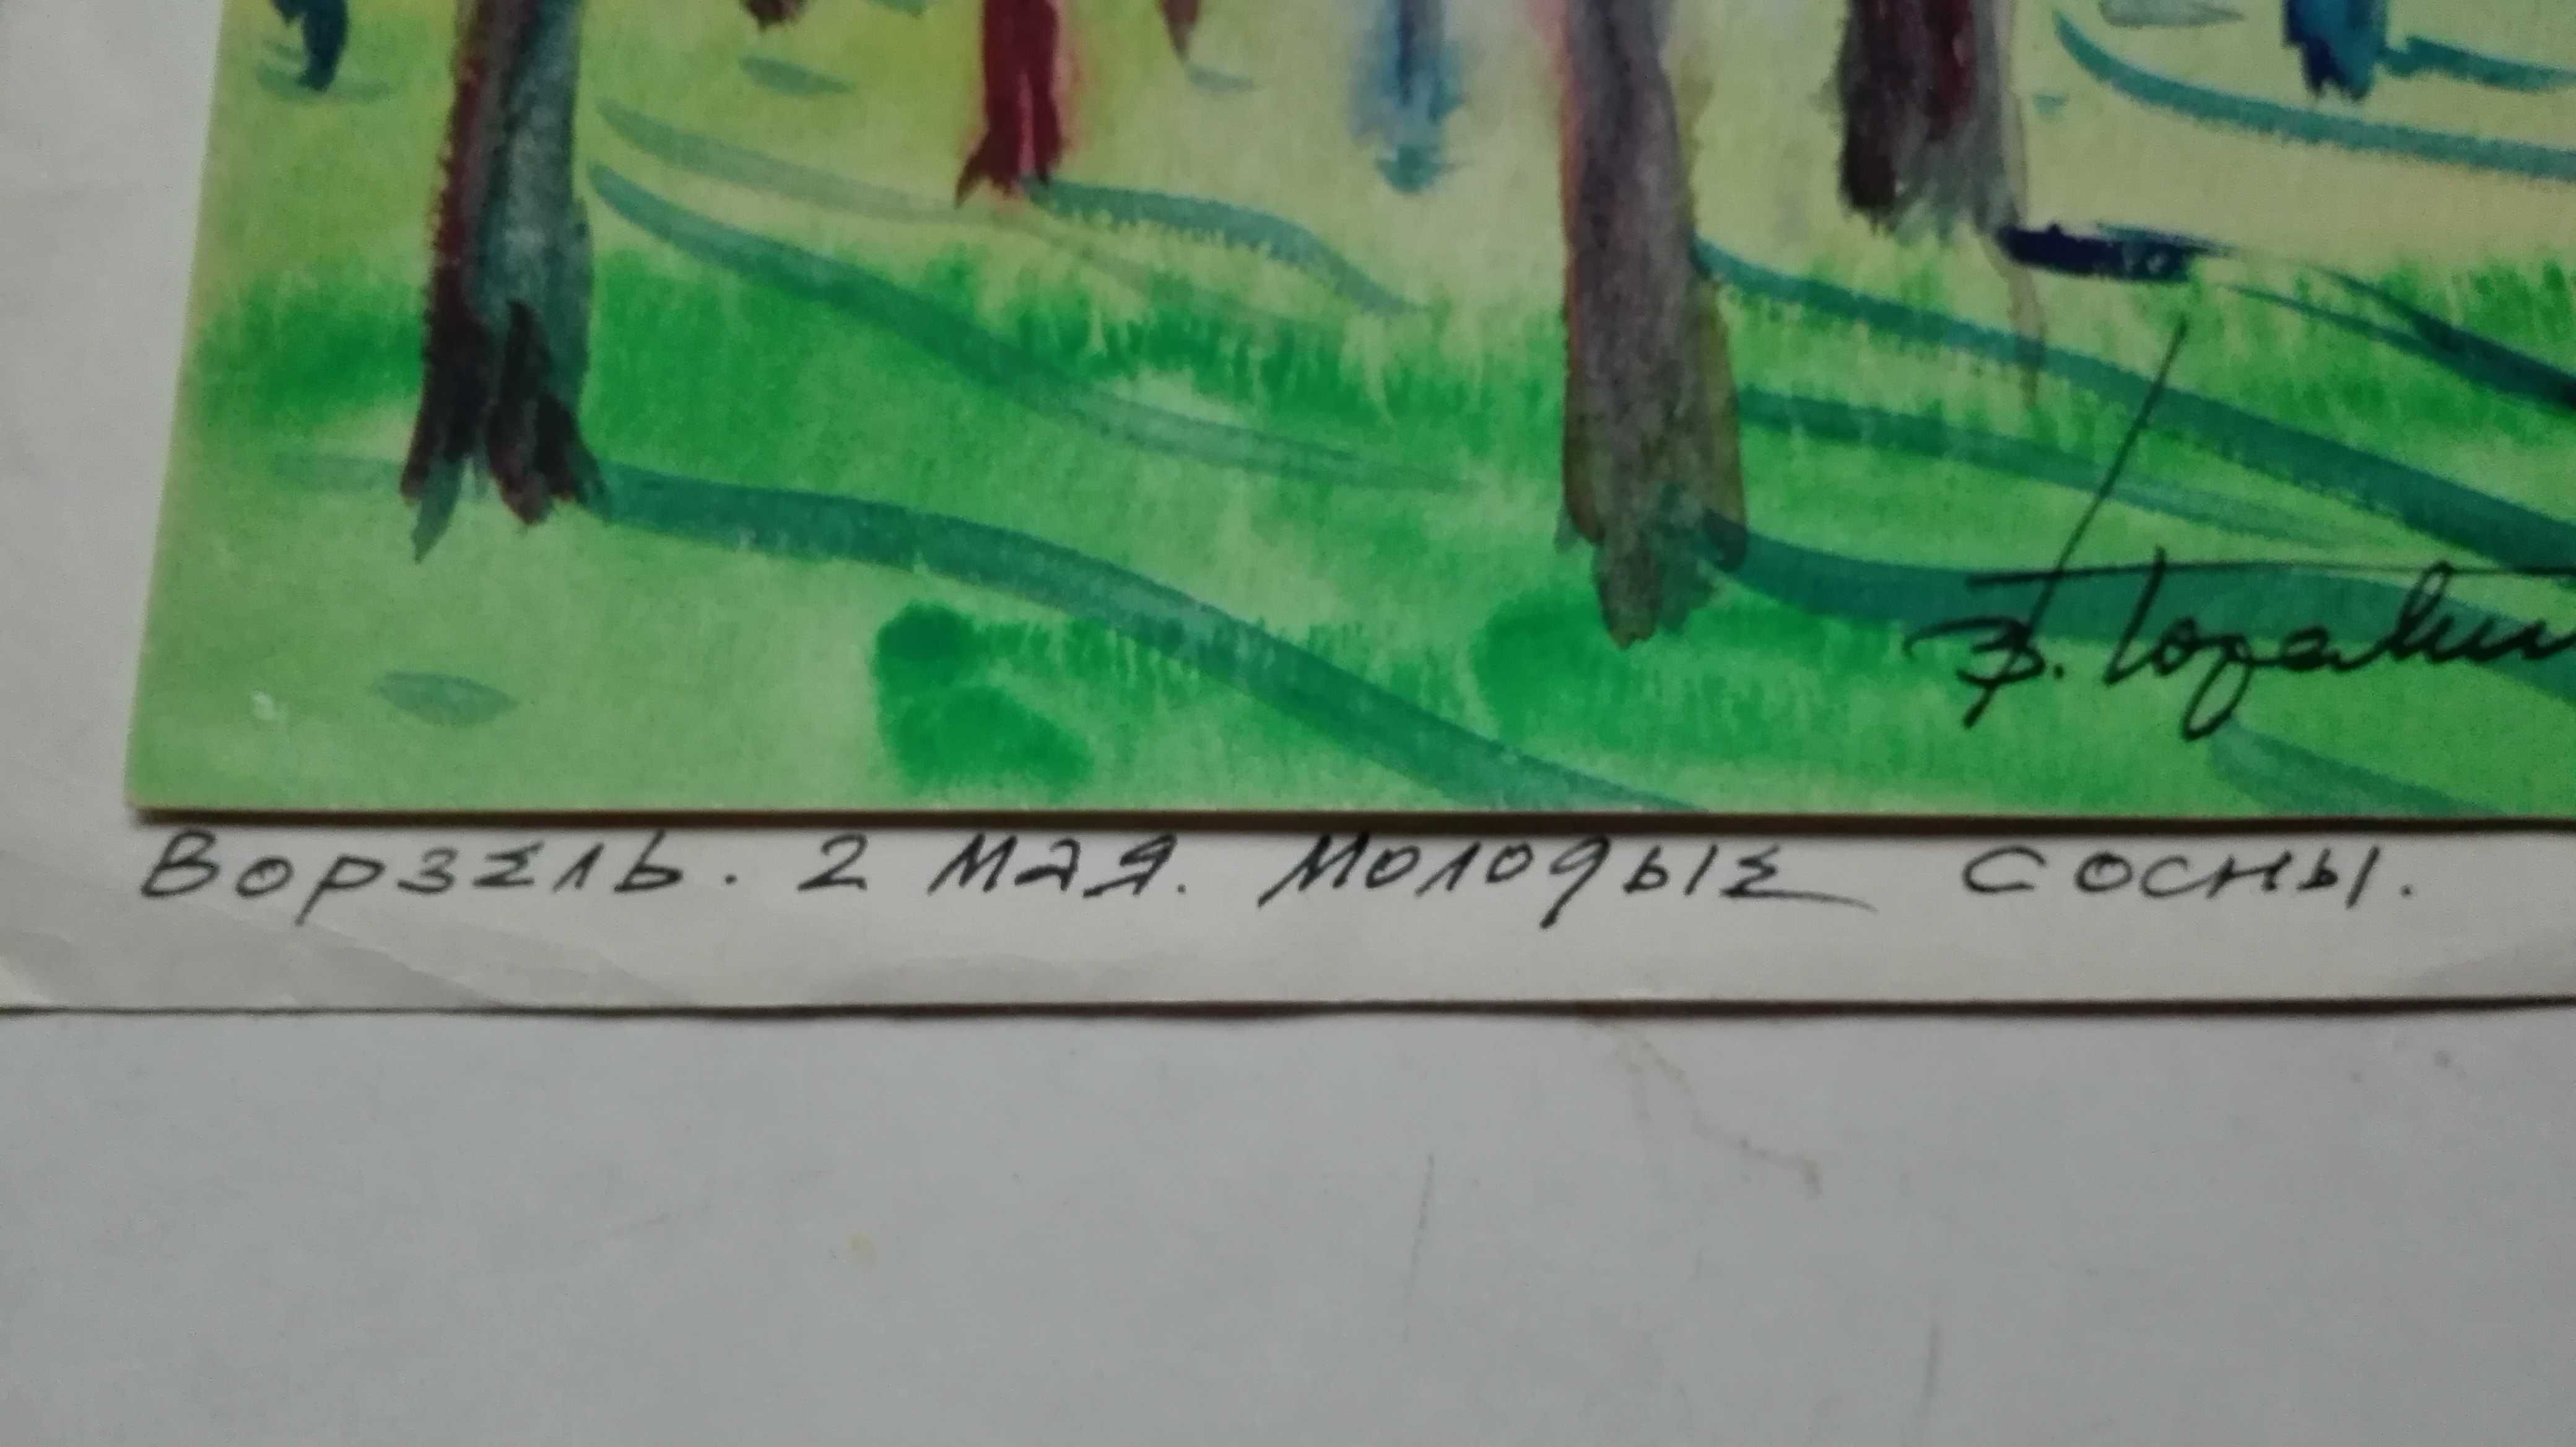 Ворзель. 2 мая. Молодые сосны.